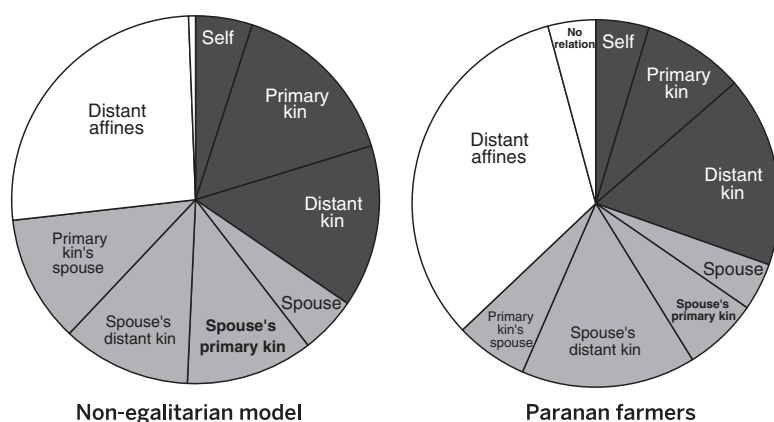 Self
Primary
kin
Distant
kin
Spouse
Spouse's
primary kin
Spouse's
distant kin
Primary
kin's
spouse
Distant
affines
Non-egalitarian model
No
relation
Self
Primary
kin
Distant
kin
Spouse
Spouse's
primary kin
Spouse's
distant kin
Primary
kin's
spouse
Distant
affines
Paranan farmers